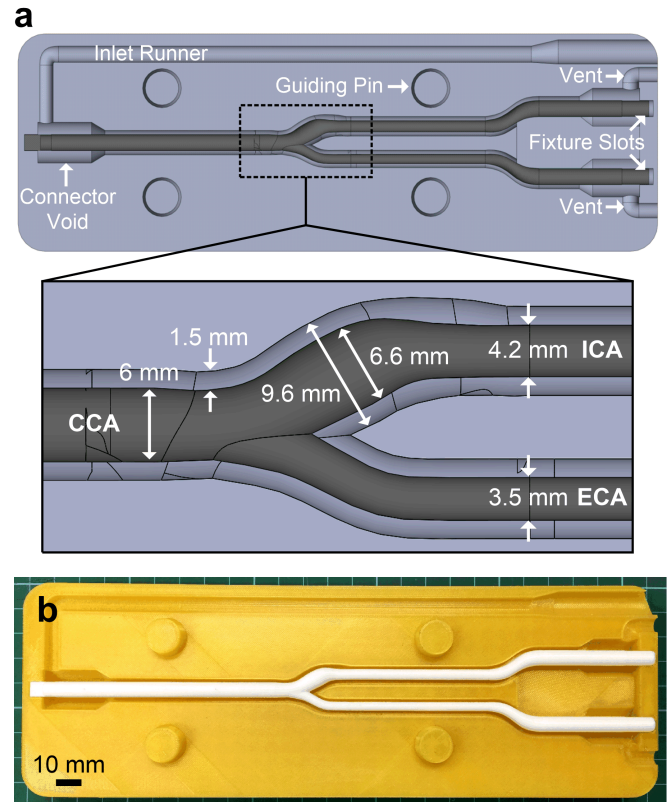 a
Inlet Runner
Guiding Pin
Vent
Fixture Slots
Connector
Void
Vent
1.5 mm
6 mm
CCA
9.6 mm
6.6 mm
4.2 mm ICA
3.5 mm ECA
b
10 mm